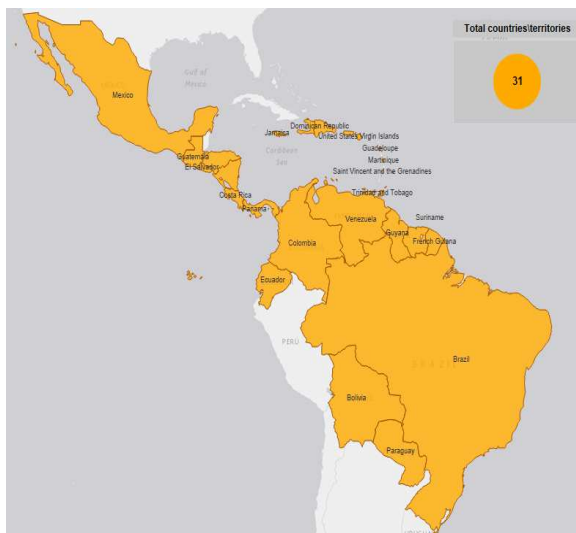 Total countries\territories
31
Gulf of
Mexico
Mexico
Dominican Republic
Jamaica
United States Virgin Islands
Guadeloupe
Caribbean
Sea
Martinique
Guatemala
El Salvador
Saint Vincent and the Grenadines
Costa Rica
Trinidad and Tobago
Panama
Suriname
Venezuela
Guyana
Colombia
French Guiana
Ecuador
PERU
Brazil
BRAZIL
Bolivia
Paraguay